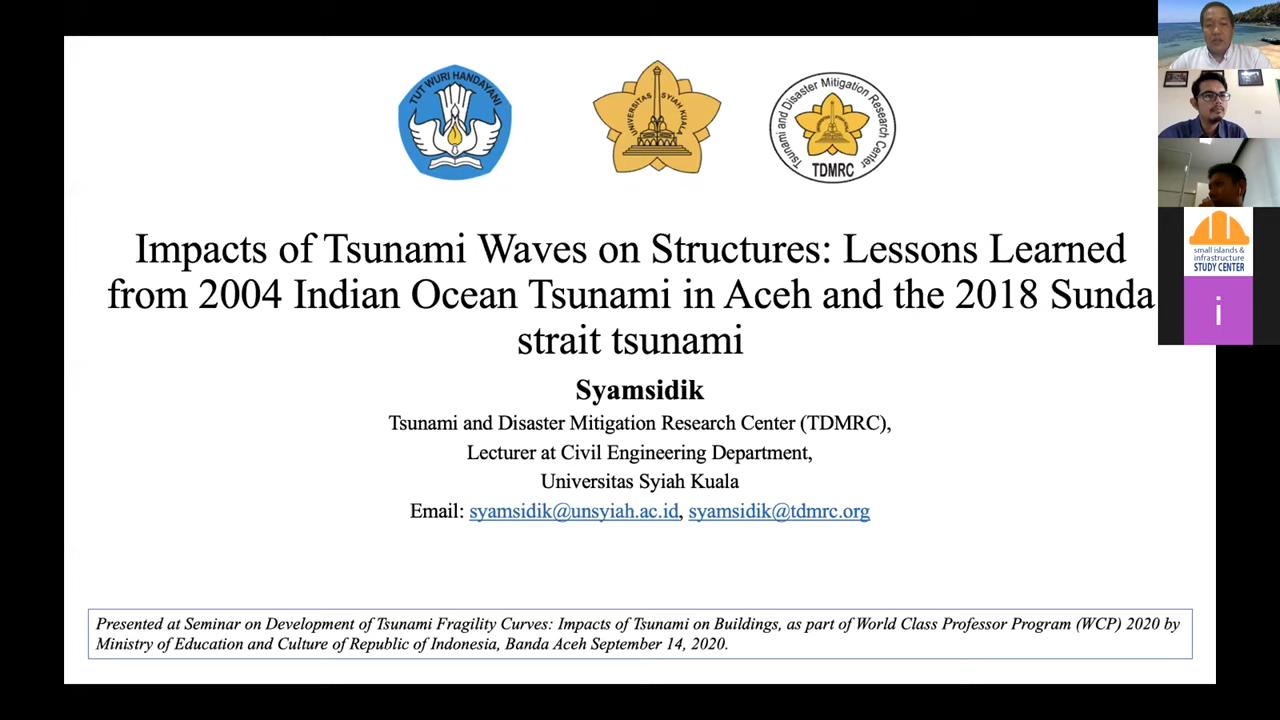 TUT WURI HANDAYANI
UNIVERSITAS SYIAH KUALA
Tsunami and Disaster Mitigation Research Center
TDMRC
small islands &
infrastructure
STUDY CENTER
i
Impacts of Tsunami Waves on Structures: Lessons Learned
from 2004 Indian Ocean Tsunami in Aceh and the 2018 Sunda
strait tsunami
Syamsidik
Tsunami and Disaster Mitigation Research Center (TDMRC),
Lecturer at Civil Engineering Department,
Universitas Syiah Kuala
Email: syamsidik@unsyiah.ac.id, syamsidik@tdmrc.org
Presented at Seminar on Development of Tsunami Fragility Curves: Impacts of Tsunami on Buildings, as part of World Class Professor Program (WCP) 2020 by
Ministry of Education and Culture of Republic of Indonesia, Banda Aceh September 14, 2020.